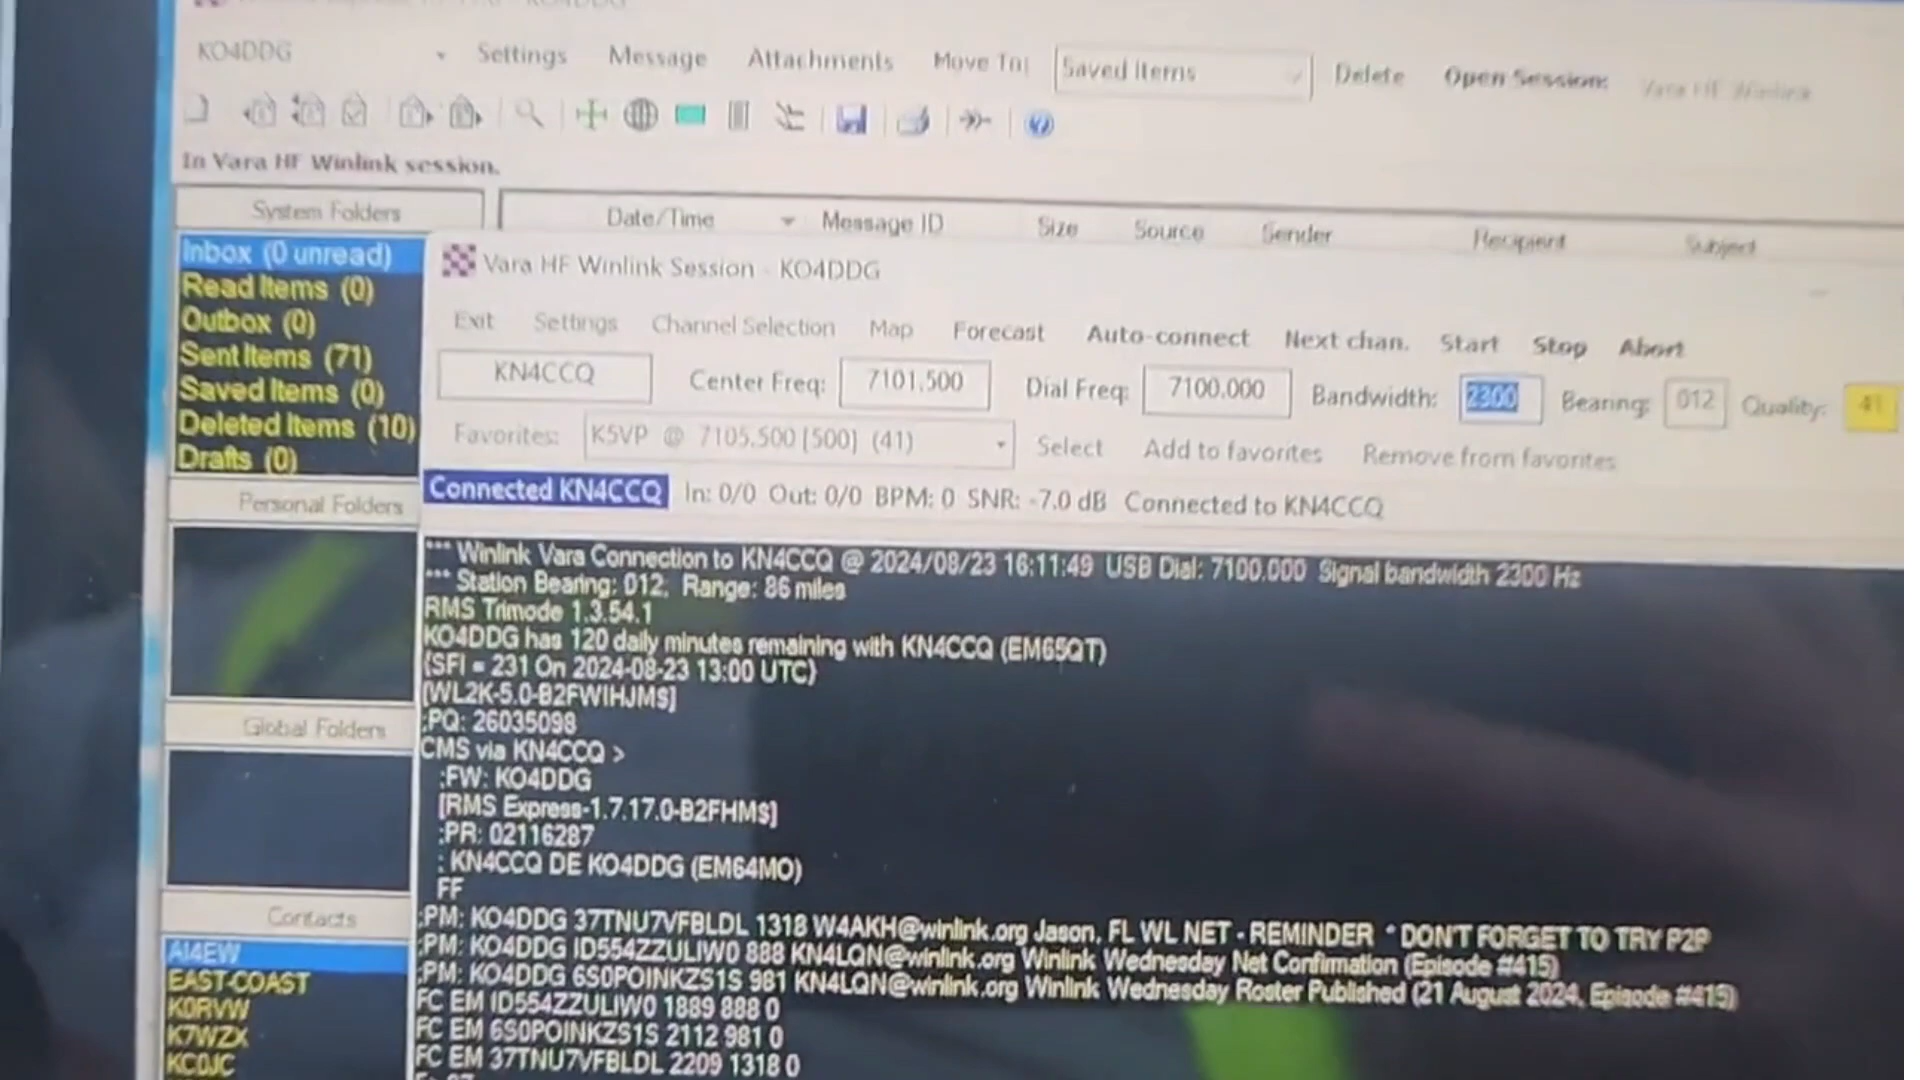 KO4DDG Settings Message Attachments Move To: Saved Items Delete Open Session: Vara HF Winlink
In Vara HF Winlink session.
System Folders
Date/Time Message ID Size Source Sender Recipient Subject
Inbox (0 unread)
Read Items (0)
Outbox (0)
Sent Items (71)
Saved Items (0)
Deleted Items (10)
Drafts (0)
Personal Folders
Global Folders
Contacts
AI4EW
EAST-COAST
K0RVW
K7WZX
KC0JC
Vara HF Winlink Session - KO4DDG
Exit Settings Channel Selection Map Forecast Auto-connect Next chan. Start Stop Abort
KN4CCQ Center Freq: 7101.500 Dial Freq: 7100.000 Bandwidth: 2300 Bearing: 012 Quality: 41
Favorites: K5VP @ 7105.500 [500] (41) Select Add to favorites Remove from favorites
Connected KN4CCQ In: 0/0 Out: 0/0 BPM: 0 SNR: -7.0 dB Connected to KN4CCQ
*** Winlink Vara Connection to KN4CCQ @ 2024/08/23 16:11:49 USB Dial: 7100.000 Signal bandwidth 2300 Hz
*** Station Bearing: 012, Range: 86 miles
RMS Trimode 1.3.54.1
KO4DDG has 120 daily minutes remaining with KN4CCQ (EM65QT)
{SFI = 231 On 2024-08-23 13:00 UTC}
[WL2K-5.0-B2FWIHJM$]
;PQ: 26035098
CMS via KN4CCQ >
;FW: KO4DDG
[RMS Express-1.7.17.0-B2FHM$]
;PR: 02116287
; KN4CCQ DE KO4DDG (EM64MO)
FF
;PM: KO4DDG 37TNU7VFBLDL 1318 W4AKH@winlink.org Jason, FL WL NET - REMINDER * DON'T FORGET TO TRY P2P
;PM: KO4DDG ID554ZZULIW0 888 KN4LQN@winlink.org Winlink Wednesday Net Confirmation (Episode #415)
;PM: KO4DDG 6S0POINKZS1S 981 KN4LQN@winlink.org Winlink Wednesday Roster Published (21 August 2024, Episode #415)
FC EM ID554ZZULIW0 1889 888 0
FC EM 6S0POINKZS1S 2112 981 0
FC EM 37TNU7VFBLDL 2209 1318 0